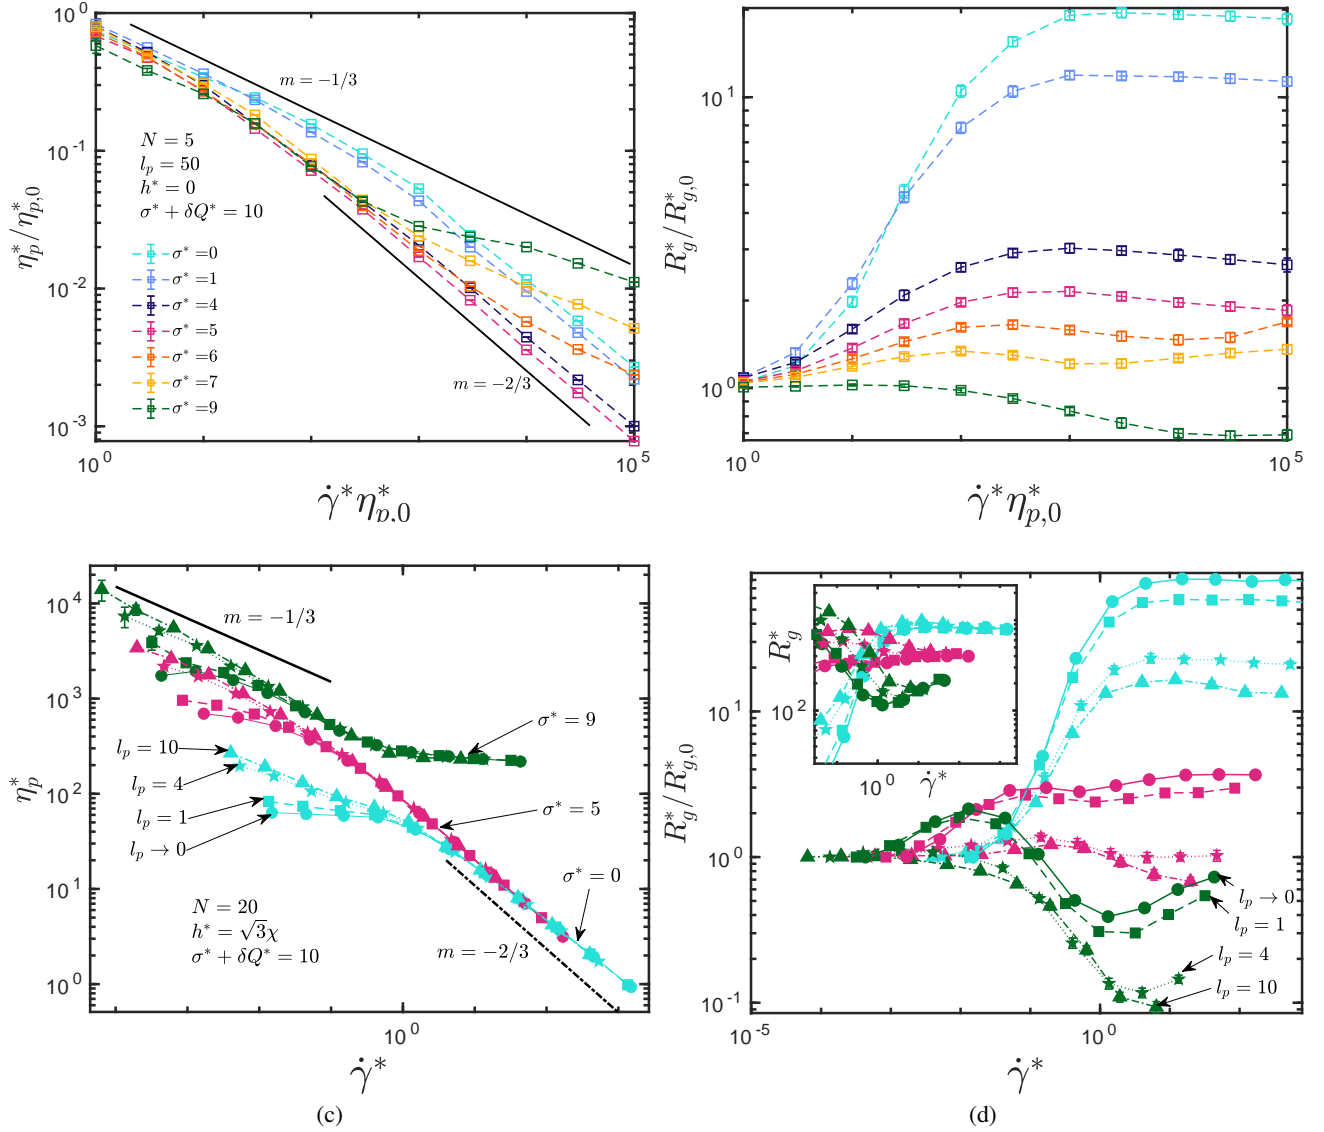 10^0
10^-1
10^-2
10^-3
η*_p/η*_{p,0}
m = −1/3
N = 5
l_p = 50
h* = 0
σ* + δQ* = 10
σ* =0
σ* =1
σ* =4
σ* =5
σ* =6
σ* =7
σ* =9
m = −2/3
10^0
10^5
γ̇*η*_{p,0}
10^1
10^0
R*_g/R*_{g,0}
10^0
10^5
γ̇*η*_{p,0}
10^4
10^3
10^2
10^1
10^0
η*_p
m = −1/3
σ* = 9
l_p = 10
l_p = 4
l_p = 1
l_p → 0
σ* = 5
σ* = 0
N = 20
h* = √3χ
σ* + δQ* = 10
m = −2/3
10^0
γ̇*
(c)
10^1
10^0
10^-1
R*_g/R*_{g,0}
R*_g
10^2
10^0
γ̇*
l_p → 0
l_p = 1
l_p = 4
l_p = 10
10^-5
10^0
γ̇*
(d)